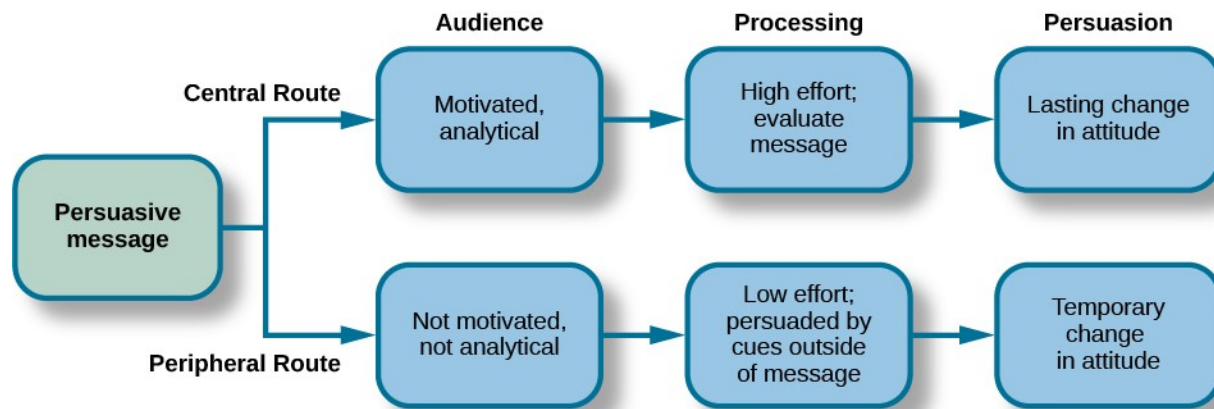 Audience
Processing
Persuasion
Central Route
Motivated,
analytical
High effort;
evaluate
message
Lasting change
in attitude
Persuasive
message
Peripheral Route
Not motivated,
not analytical
Low effort;
persuaded by
cues outside
of message
Temporary
change
in attitude